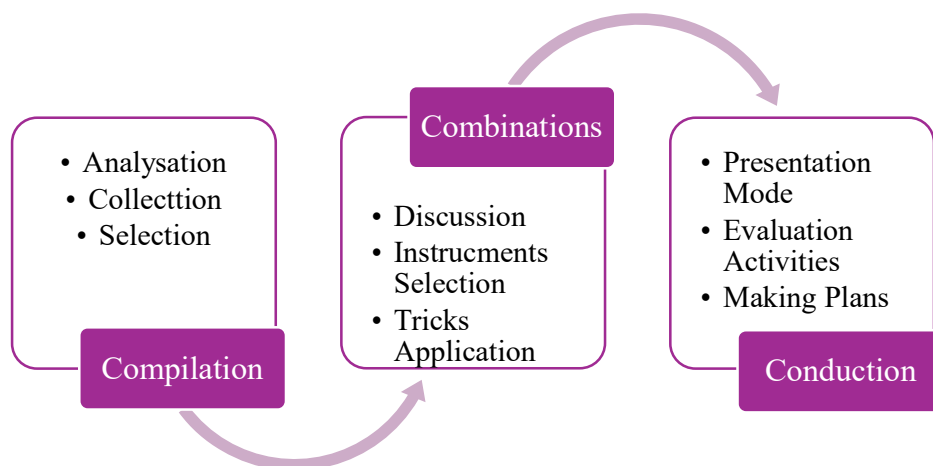 • Analysation
• Collecttion
• Selection
Compilation
Combinations
• Discussion
• Instrucments
Selection
• Tricks
Application
• Presentation
Mode
• Evaluation
Activities
• Making Plans
Conduction